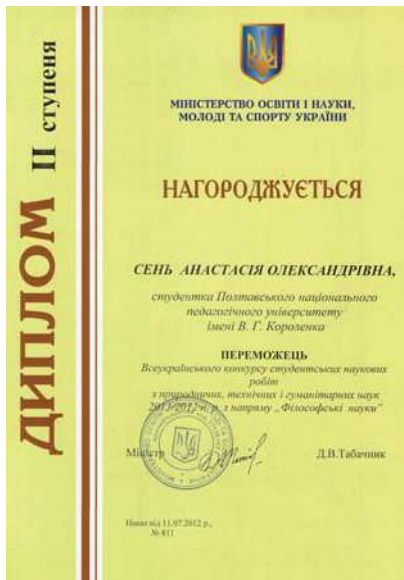 ДИПЛОМ II ступеня
МІНІСТЕРСТВО ОСВІТИ І НАУКИ,
МОЛОДІ ТА СПОРТУ УКРАЇНИ
НАГОРОДЖУЄТЬСЯ
СЕНЬ АНАСТАСІЯ ОЛЕКСАНДРІВНА,
студентка Полтавського національного
педагогічного університету
імені В. Г. Короленка
ПЕРЕМОЖЕЦЬ
Всеукраїнського конкурсу студентських наукових
робіт
з природничих, технічних і гуманітарних наук
2011-2012 н. р. з напряму „Філософські науки"
Міністр Д.В.Табачник
Наказ від 11.07.2012 р.,
№ 811